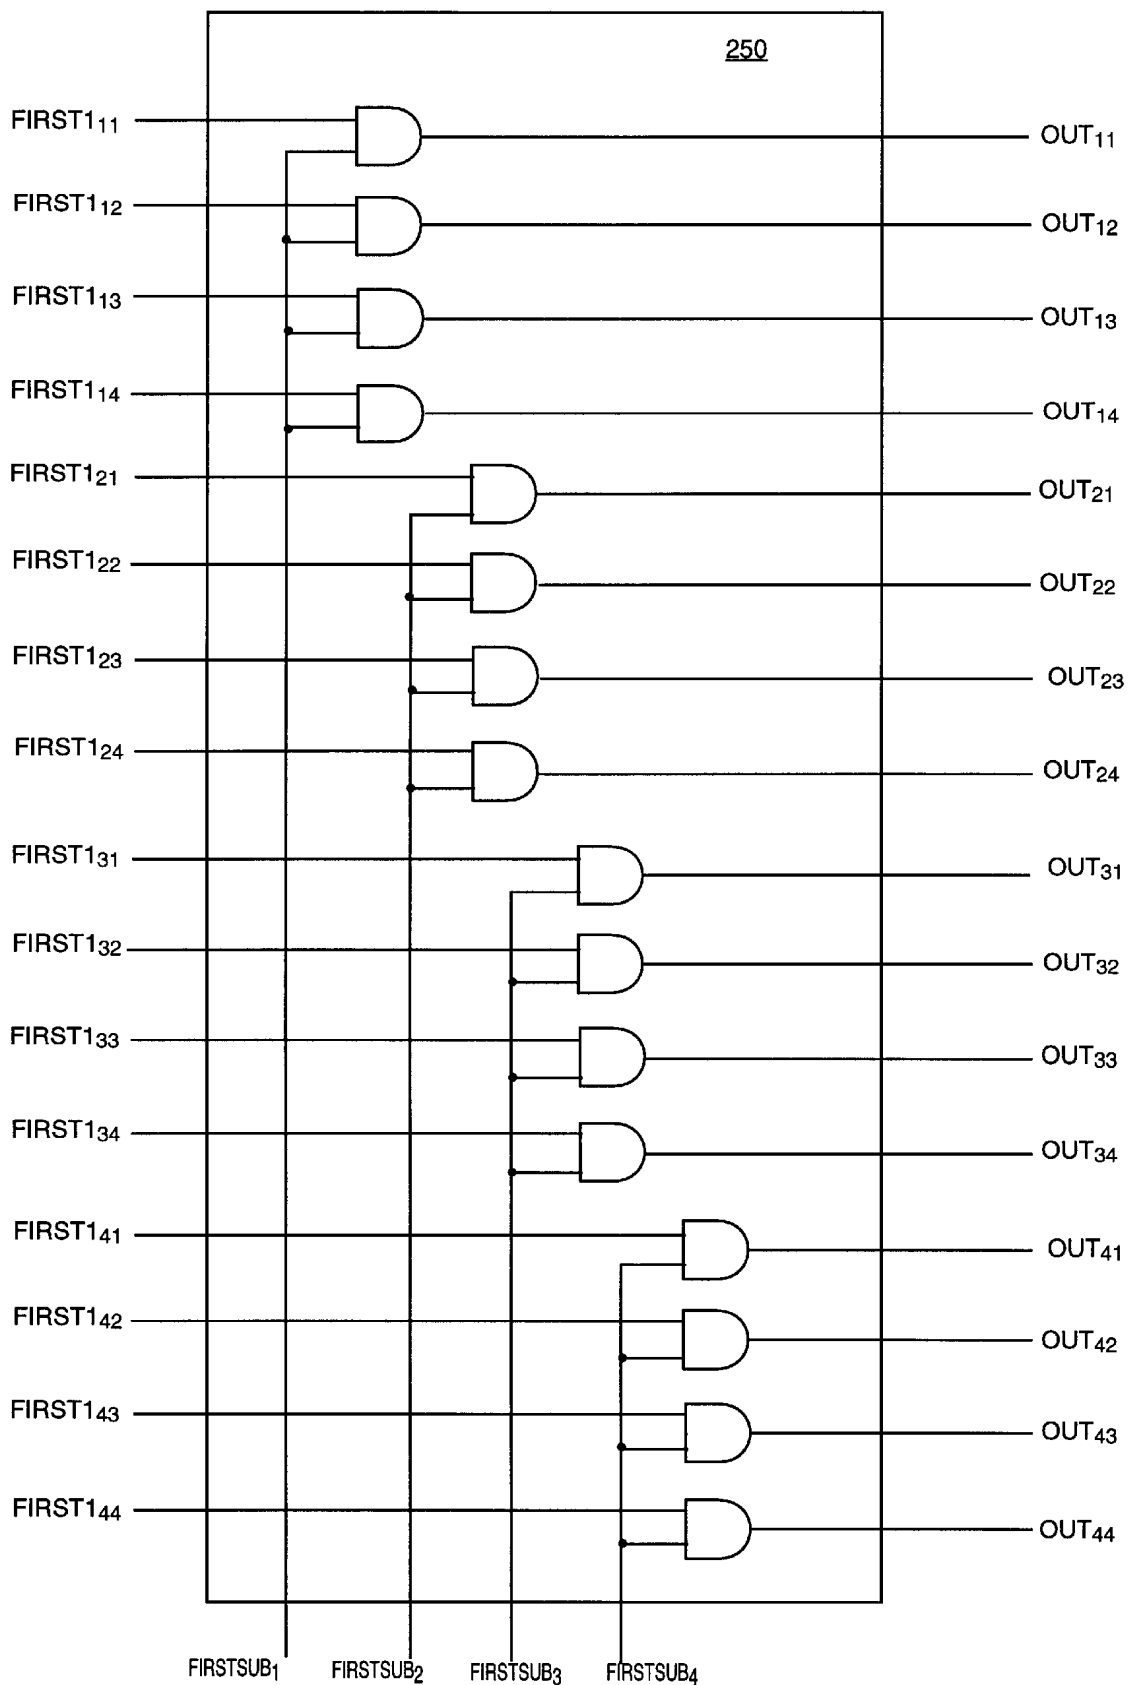 250
FIRST1₁₁ OUT₁₁
FIRST1₁₂ OUT₁₂
FIRST1₁₃ OUT₁₃
FIRST1₁₄ OUT₁₄
FIRST1₂₁ OUT₂₁
FIRST1₂₂ OUT₂₂
FIRST1₂₃ OUT₂₃
FIRST1₂₄ OUT₂₄
FIRST1₃₁ OUT₃₁
FIRST1₃₂ OUT₃₂
FIRST1₃₃ OUT₃₃
FIRST1₃₄ OUT₃₄
FIRST1₄₁ OUT₄₁
FIRST1₄₂ OUT₄₂
FIRST1₄₃ OUT₄₃
FIRST1₄₄ OUT₄₄
FIRSTSUB₁ FIRSTSUB₂ FIRSTSUB₃ FIRSTSUB₄